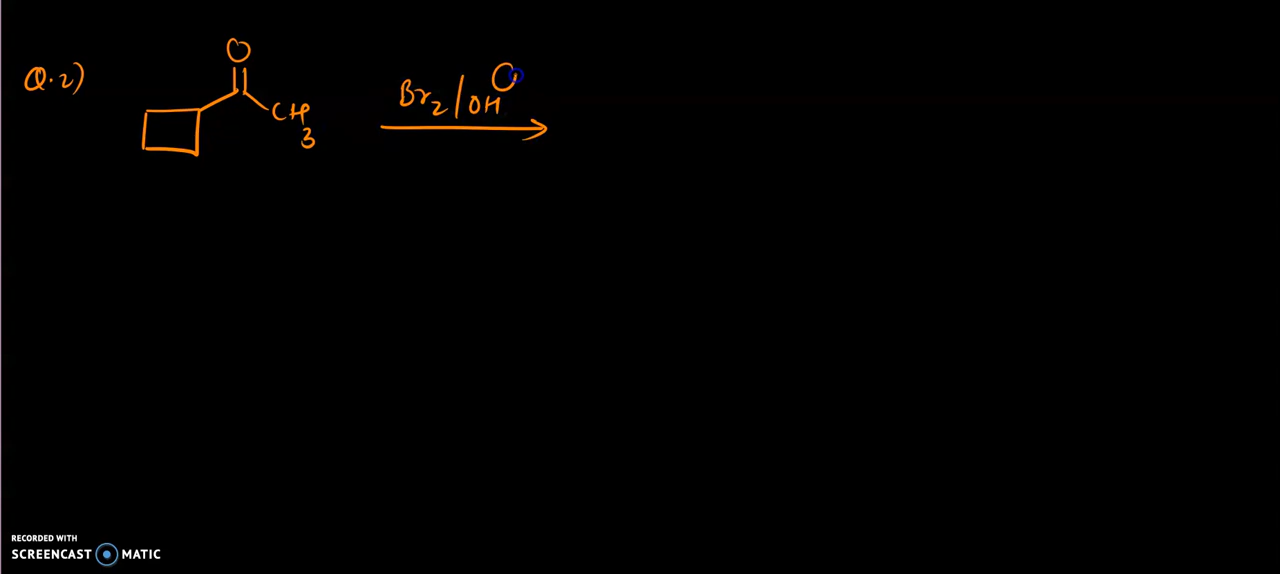 Q.2)
O
CH3
Br2/OH
RECORDED WITH
SCREENCAST MATIC